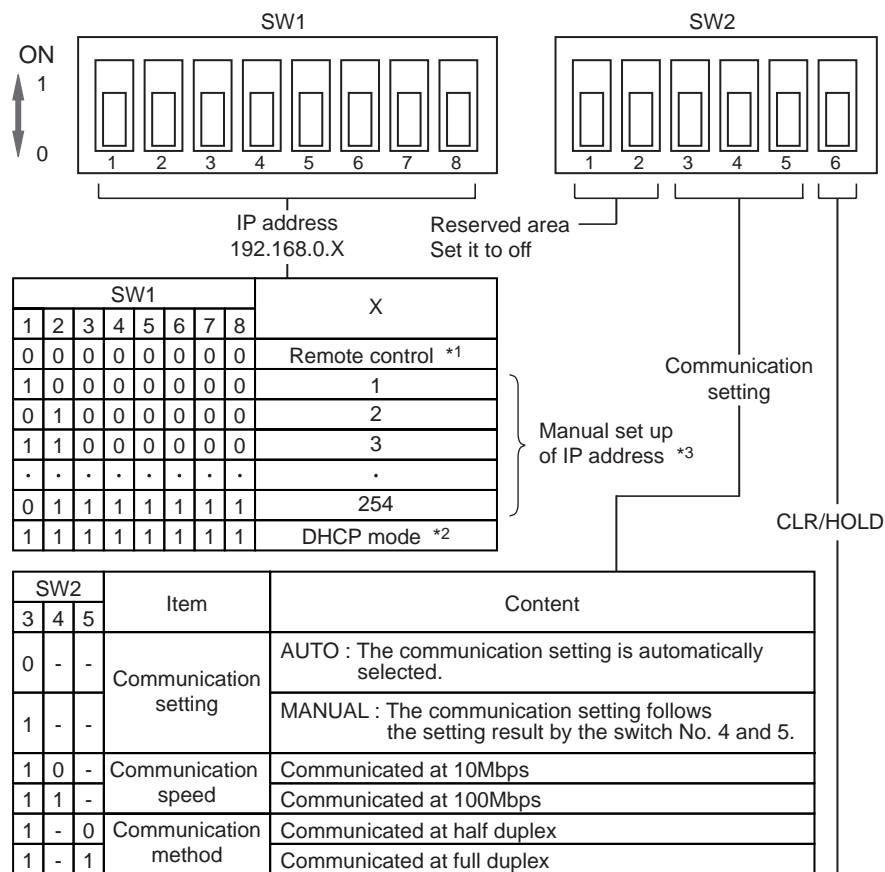 SW1
SW2
ON
1
0
1 2 3 4 5 6 7 8
1 2 3 4 5 6
IP address
192.168.0.X
Reserved area
Set it to off
SW1
X
1 2 3 4 5 6 7 8
0 0 0 0 0 0 0 0 Remote control *1
1 0 0 0 0 0 0 0 1
0 1 0 0 0 0 0 0 2
1 1 0 0 0 0 0 0 3
. . . . . . . . .
0 1 1 1 1 1 1 1 254
1 1 1 1 1 1 1 1 DHCP mode *2
Manual set up
of IP address *3
Communication
setting
CLR/HOLD
SW2
Item
Content
3 4 5
0 - -
Communication
setting
AUTO : The communication setting is automatically
selected.
1 - -
MANUAL : The communication setting follows
the setting result by the switch No. 4 and 5.
1 0 -
Communication
speed
Communicated at 10Mbps
1 1 -
Communicated at 100Mbps
1 - 0
Communication
method
Communicated at half duplex
1 - 1
Communicated at full duplex